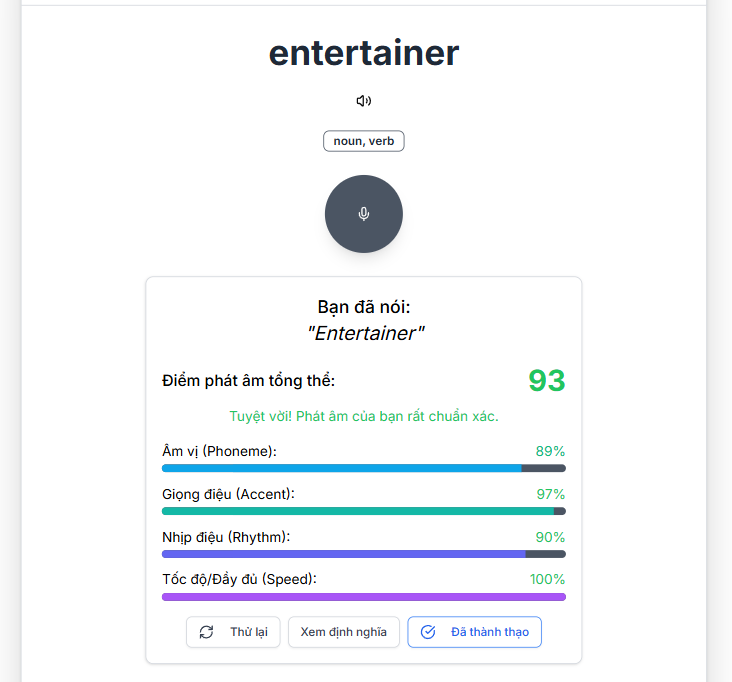 entertainer
noun, verb
Bạn đã nói:
"Entertainer"
Điểm phát âm tổng thể: 93
Tuyệt vời! Phát âm của bạn rất chuẩn xác.
Âm vị (Phoneme): 89%
Giọng điệu (Accent): 97%
Nhịp điệu (Rhythm): 90%
Tốc độ/Đầy đủ (Speed): 100%
Thử lại Xem định nghĩa Đã thành thạo